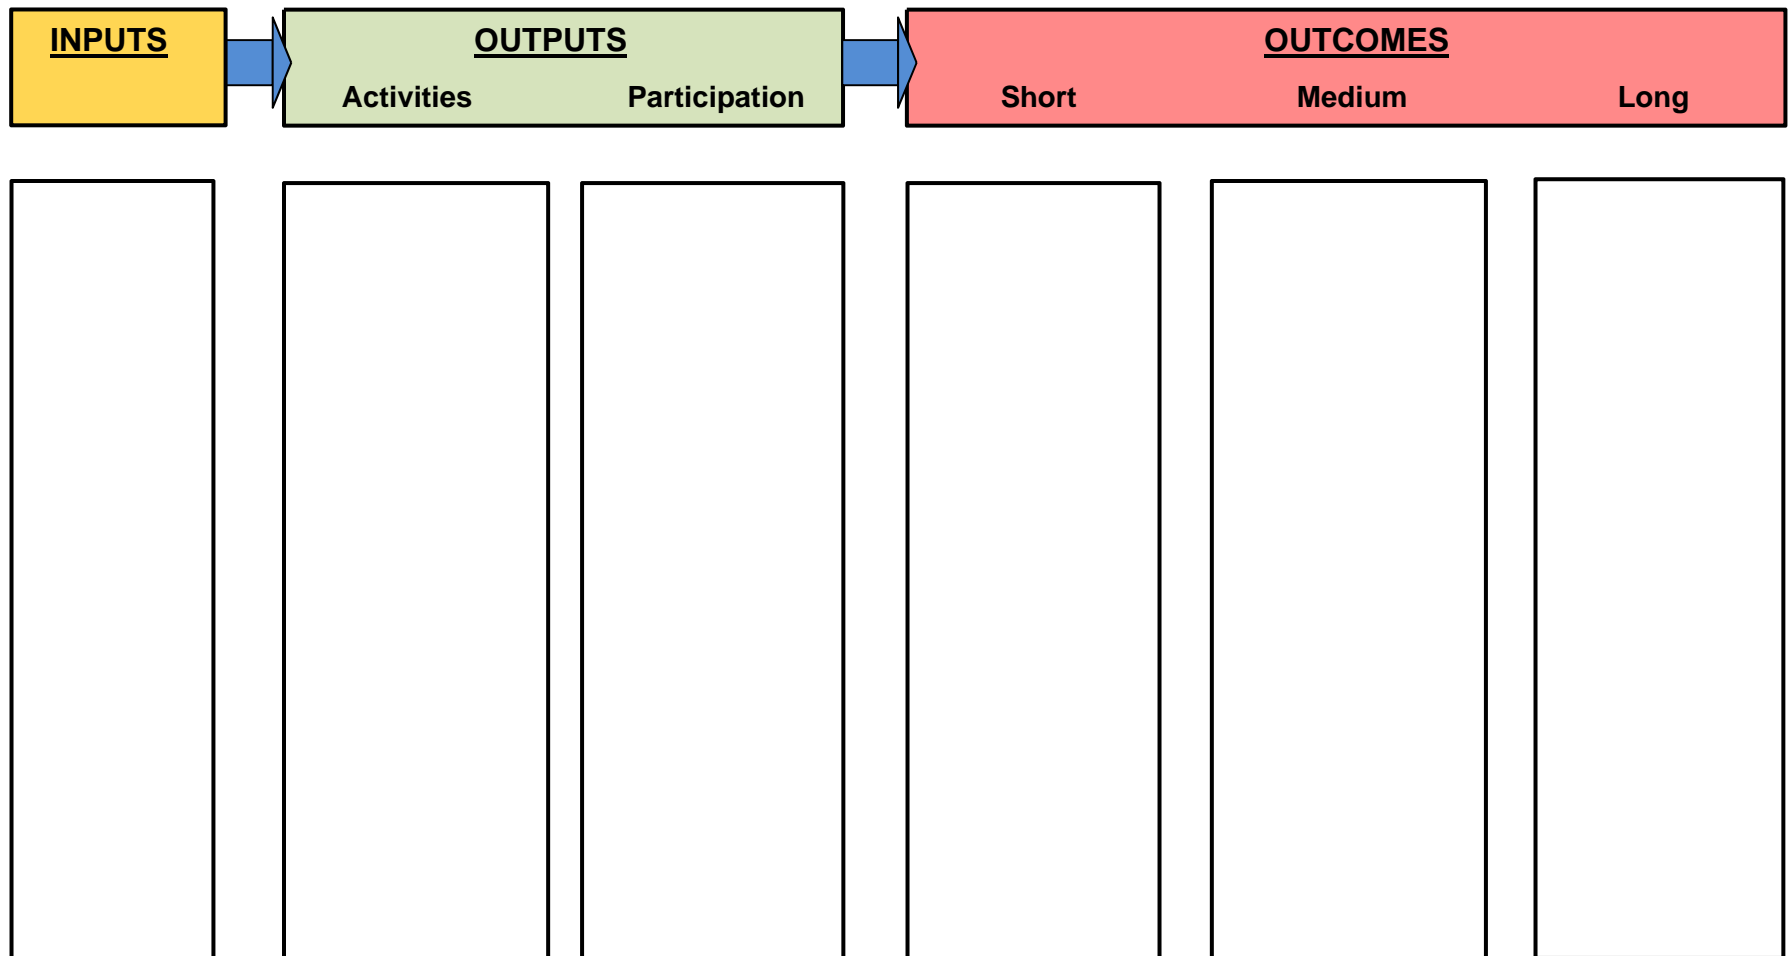 INPUTS
OUTPUTS
Activities Participation
OUTCOMES
Short Medium Long